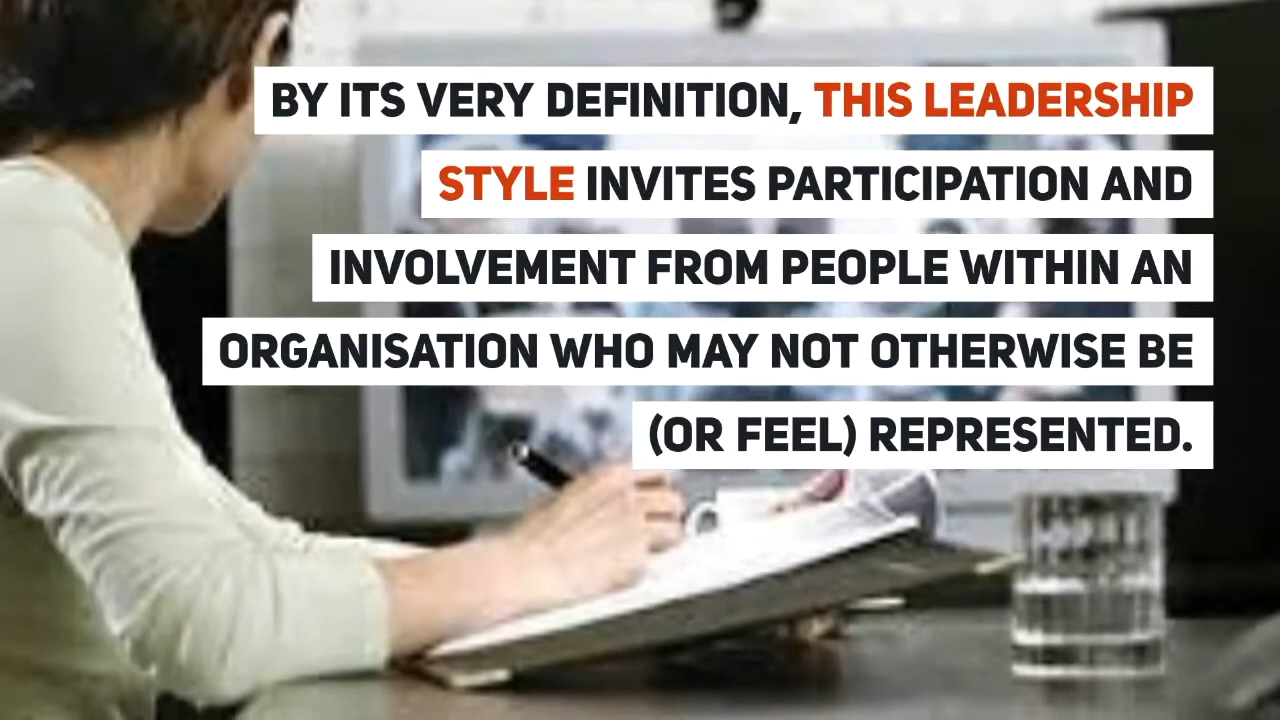 BY ITS VERY DEFINITION, THIS LEADERSHIP
STYLE INVITES PARTICIPATION AND
INVOLVEMENT FROM PEOPLE WITHIN AN
ORGANISATION WHO MAY NOT OTHERWISE BE
(OR FEEL) REPRESENTED.